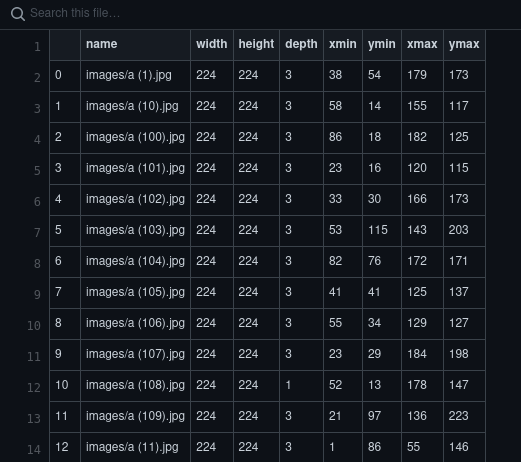 Search this file…
1 name width height depth xmin ymin xmax ymax
2 0 images/a (1).jpg 224 224 3 38 54 179 173
3 1 images/a (10).jpg 224 224 3 58 14 155 117
4 2 images/a (100).jpg 224 224 3 86 18 182 125
5 3 images/a (101).jpg 224 224 3 23 16 120 115
6 4 images/a (102).jpg 224 224 3 33 30 166 173
7 5 images/a (103).jpg 224 224 3 53 115 143 203
8 6 images/a (104).jpg 224 224 3 82 76 172 171
9 7 images/a (105).jpg 224 224 3 41 41 125 137
10 8 images/a (106).jpg 224 224 3 55 34 129 127
11 9 images/a (107).jpg 224 224 3 23 29 184 198
12 10 images/a (108).jpg 224 224 1 52 13 178 147
13 11 images/a (109).jpg 224 224 3 21 97 136 223
14 12 images/a (11).jpg 224 224 3 1 86 55 146